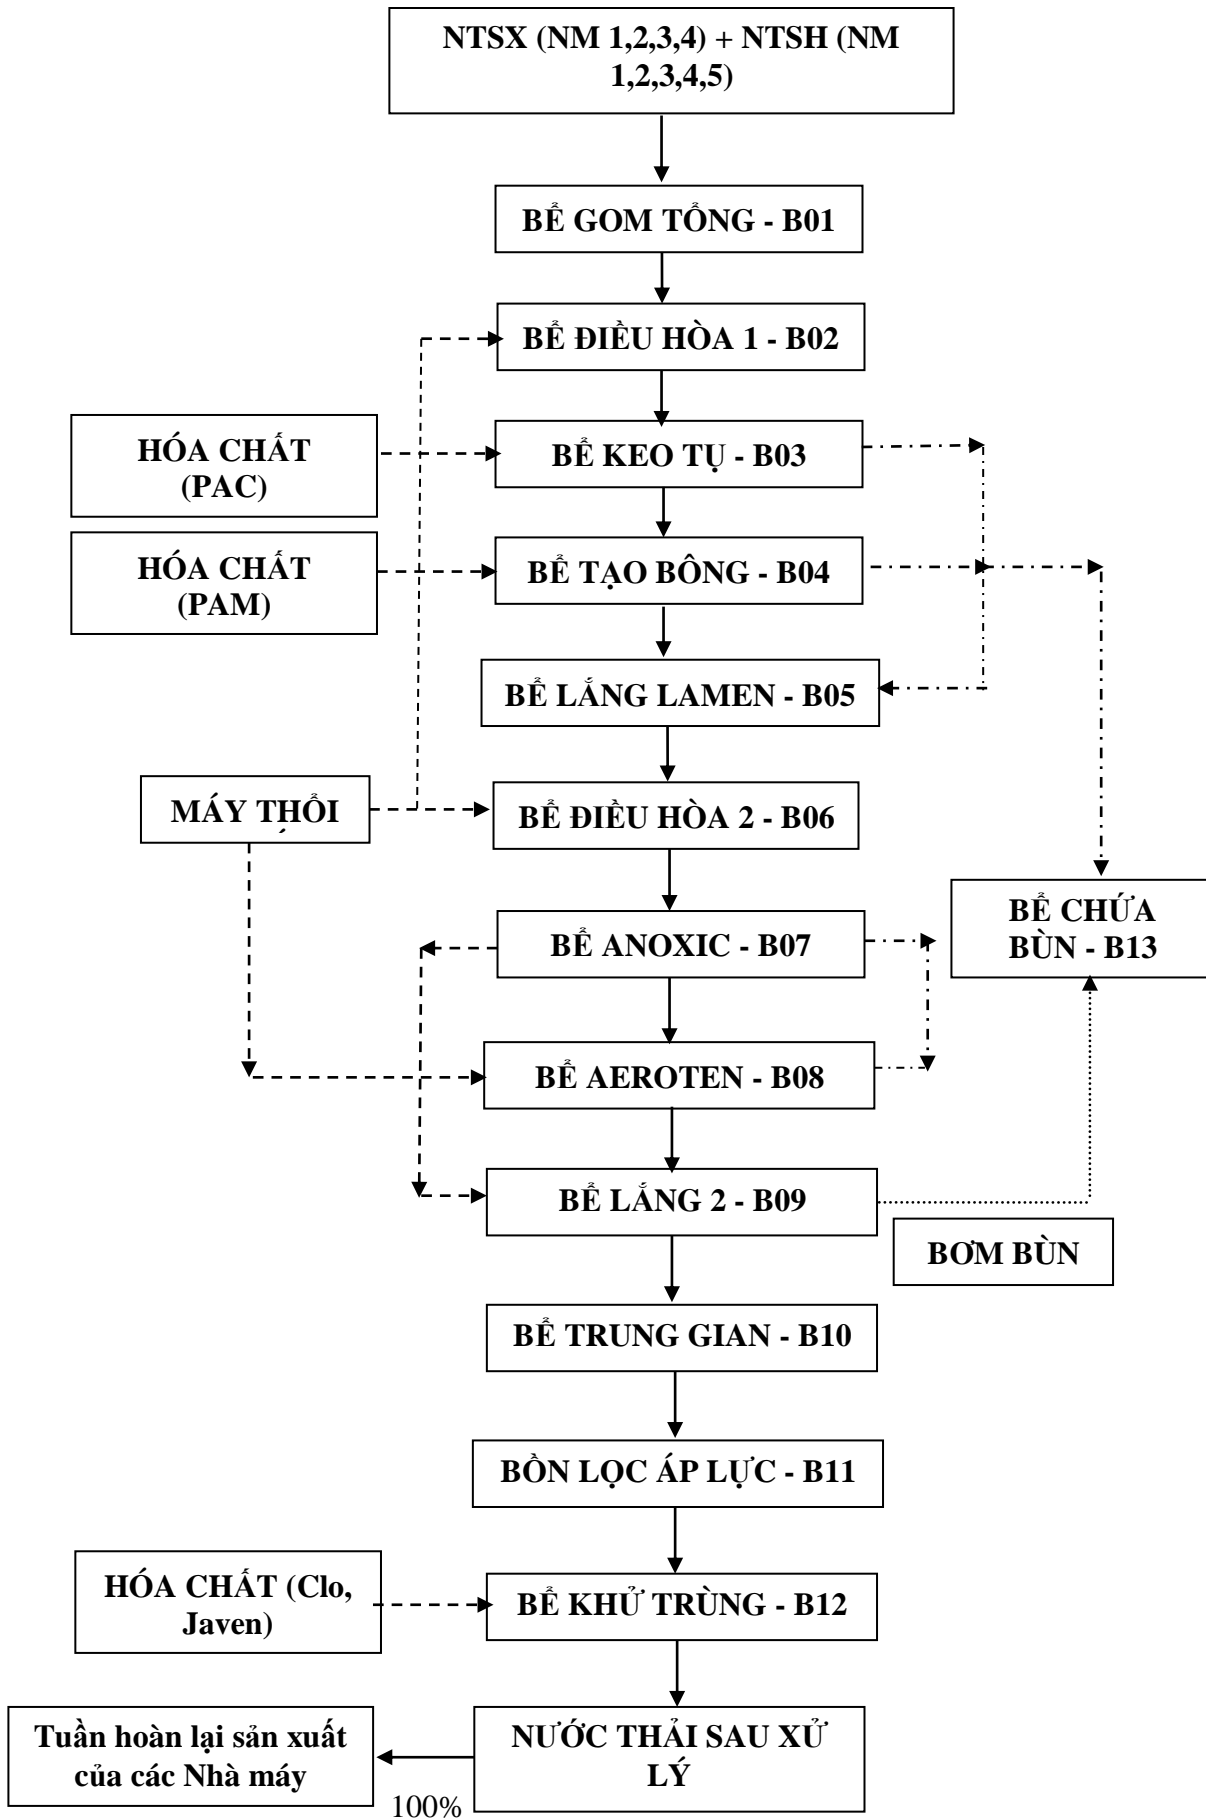 NTSX (NM 1,2,3,4) + NTSH (NM
1,2,3,4,5)
BỂ GOM TỔNG - B01
BỂ ĐIỀU HÒA 1 - B02
HÓA CHẤT
(PAC)
BỂ KEO TỤ - B03
HÓA CHẤT
(PAM)
BỂ TẠO BÔNG - B04
BỂ LẮNG LAMEN - B05
MÁY THỔI
BỂ ĐIỀU HÒA 2 - B06
BỂ CHỨA
BÙN - B13
BỂ ANOXIC - B07
BỂ AEROTEN - B08
BỂ LẮNG 2 - B09
BƠM BÙN
BỂ TRUNG GIAN - B10
BỒN LỌC ÁP LỰC - B11
HÓA CHẤT (Clo,
Javen)
BỂ KHỬ TRÙNG - B12
Tuần hoàn lại sản xuất
của các Nhà máy
100%
NƯỚC THẢI SAU XỬ
LÝ